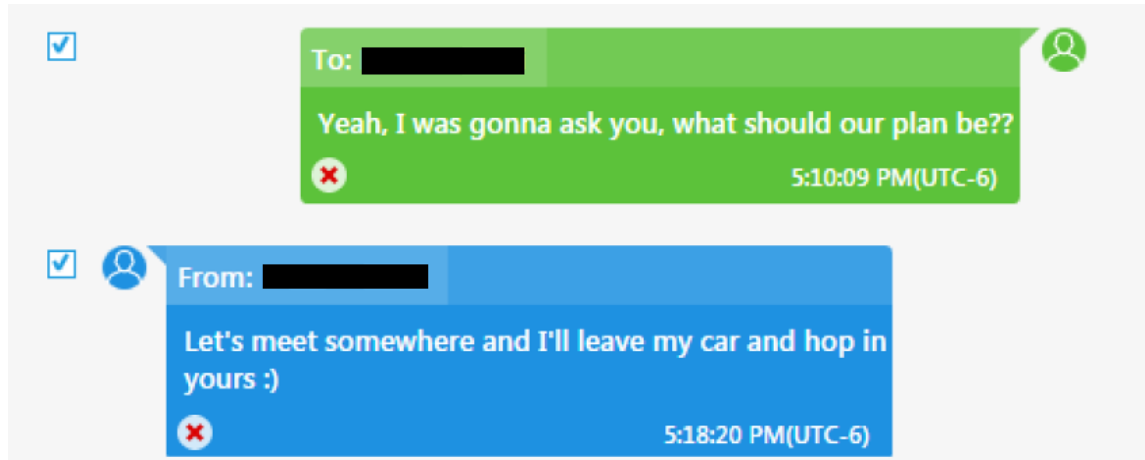 To:
Yeah, I was gonna ask you, what should our plan be??
5:10:09 PM(UTC-6)
From:
Let's meet somewhere and I'll leave my car and hop in
yours :)
5:18:20 PM(UTC-6)